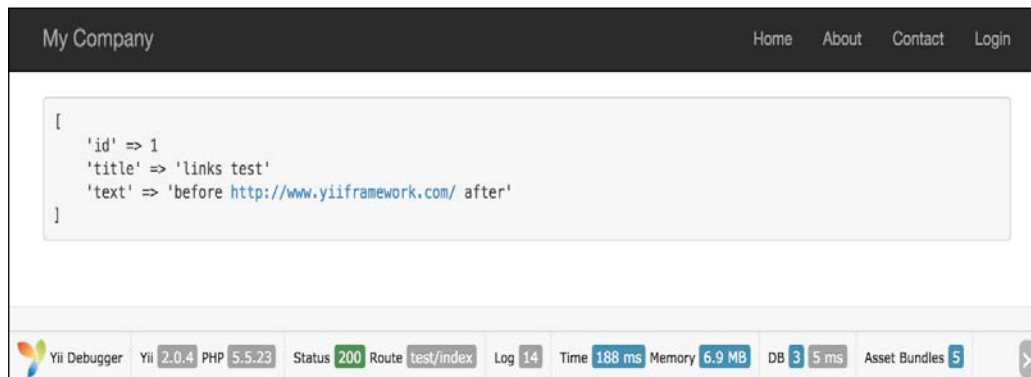 My Company Home About Contact Login
[
    'id' => 1
    'title' => 'links test'
    'text' => 'before http://www.yiiframework.com/ after'
]
Yii Debugger Yii 2.0.4 PHP 5.5.23 Status 200 Route test/index Log 14 Time 188 ms Memory 6.9 MB DB 3 5 ms Asset Bundles 5